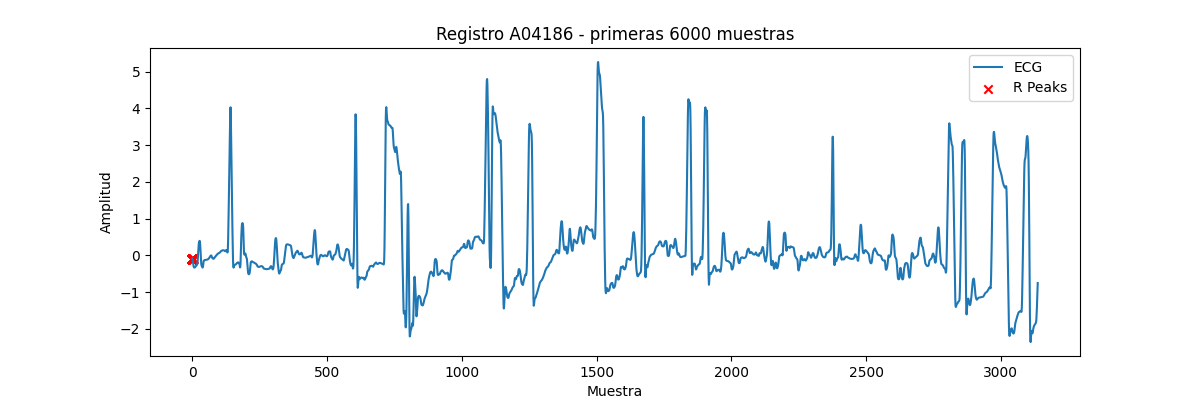 Registro A04186 - primeras 6000 muestras
ECG
R Peaks
Amplitud
5
4
3
2
1
0
−1
−2
0 500 1000 1500 2000 2500 3000
Muestra